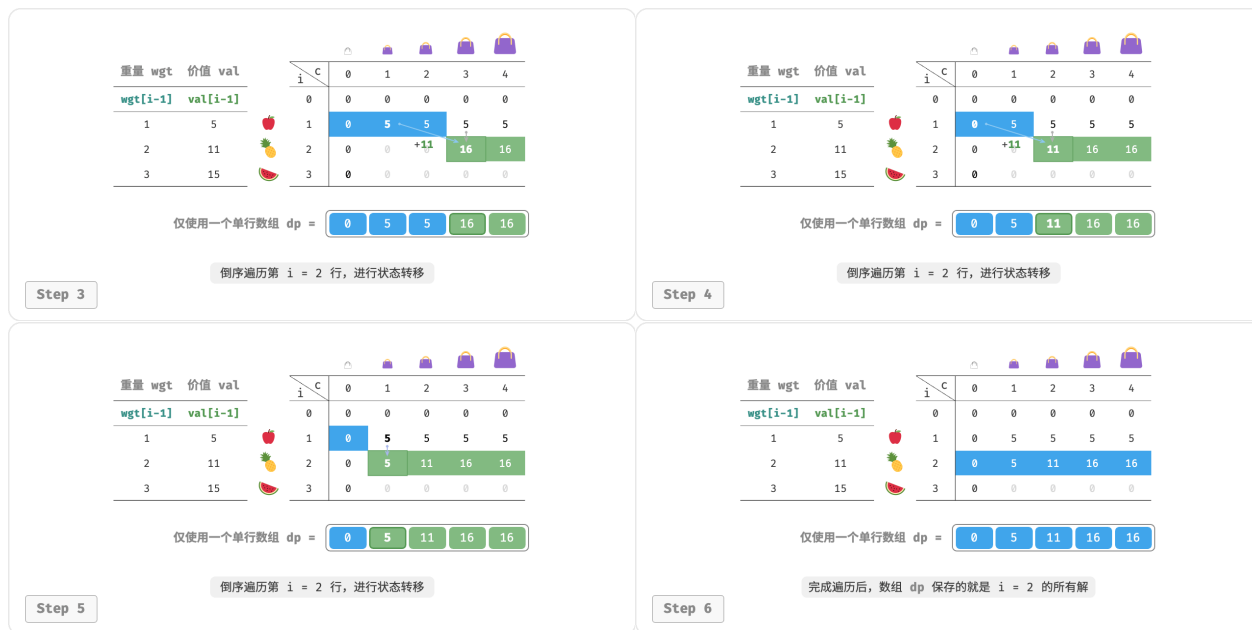 重量 wgt 价值 val
i c 0 1 2 3 4
wgt[i-1] val[i-1] 0 0 0 0 0 0
1 5 1 0 5 5 5 5
+11
2 11 2 0 0 0 16 16
3 15 3 0 0 0 0 0
仅使用一个单行数组 dp = 0 5 5 16 16
倒序遍历第 i = 2 行，进行状态转移
Step 3
重量 wgt 价值 val
i c 0 1 2 3 4
wgt[i-1] val[i-1] 0 0 0 0 0 0
1 5 1 0 5 5 5 5
+11
2 11 2 0 0 11 16 16
3 15 3 0 0 0 0 0
仅使用一个单行数组 dp = 0 5 11 16 16
倒序遍历第 i = 2 行，进行状态转移
Step 4
重量 wgt 价值 val
i c 0 1 2 3 4
wgt[i-1] val[i-1] 0 0 0 0 0 0
1 5 1 0 5 5 5 5
2 11 2 0 5 11 16 16
3 15 3 0 0 0 0 0
仅使用一个单行数组 dp = 0 5 11 16 16
倒序遍历第 i = 2 行，进行状态转移
Step 5
重量 wgt 价值 val
i c 0 1 2 3 4
wgt[i-1] val[i-1] 0 0 0 0 0 0
1 5 1 0 5 5 5 5
2 11 2 0 5 11 16 16
3 15 3 0 0 0 0 0
仅使用一个单行数组 dp = 0 5 11 16 16
完成遍历后，数组 dp 保存的就是 i = 2 的所有解
Step 6